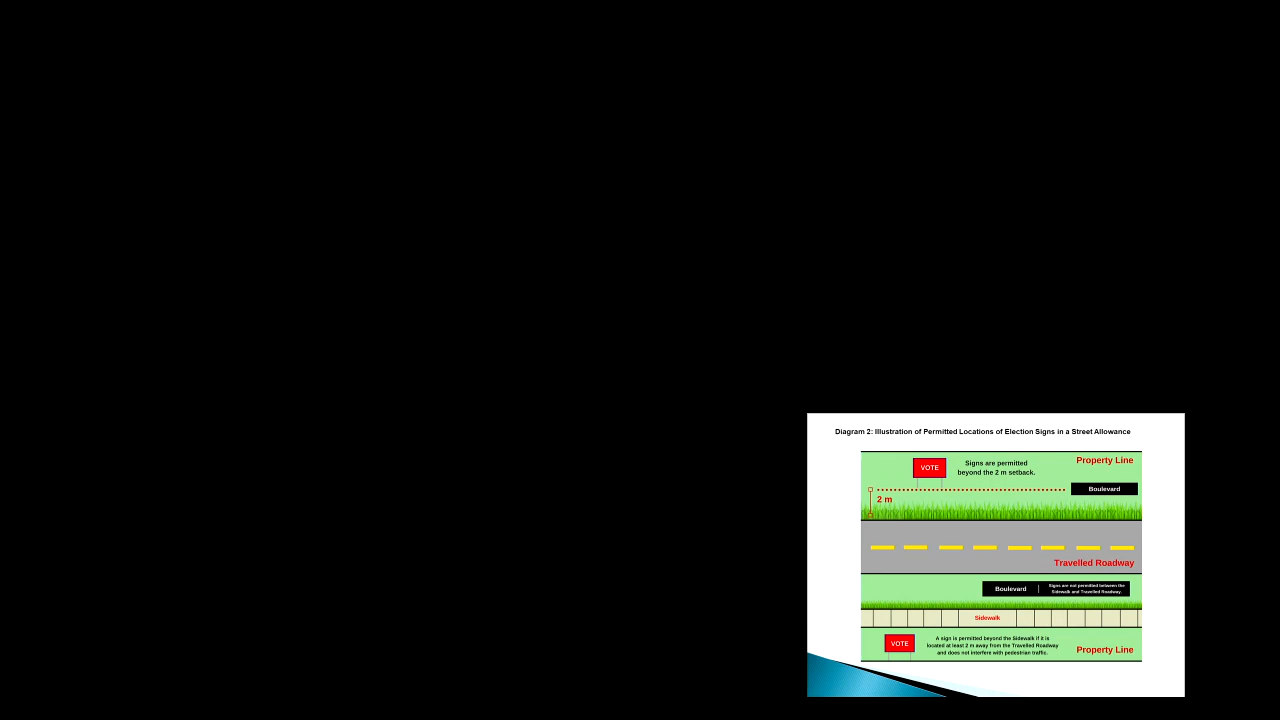 Diagram 2: Illustration of Permitted Locations of Election Signs in a Street Allowance
VOTE
Signs are permitted
beyond the 2 m setback.
Property Line
Boulevard
2 m
Travelled Roadway
Boulevard
Signs are not permitted between the
Sidewalk and Travelled Roadway.
Sidewalk
VOTE
A sign is permitted beyond the Sidewalk if it is
located at least 2 m away from the Travelled Roadway
and does not interfere with pedestrian traffic.
Property Line